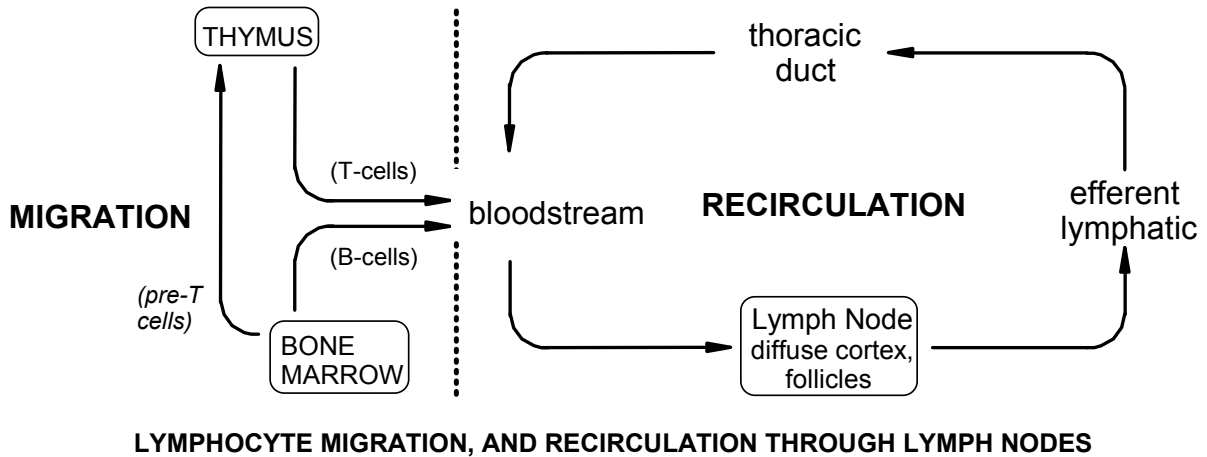 THYMUS
thoracic
duct
(T-cells)
MIGRATION
bloodstream
RECIRCULATION
efferent
lymphatic
(B-cells)
(pre-T
cells)
BONE
MARROW
Lymph Node
diffuse cortex,
follicles
LYMPHOCYTE MIGRATION, AND RECIRCULATION THROUGH LYMPH NODES